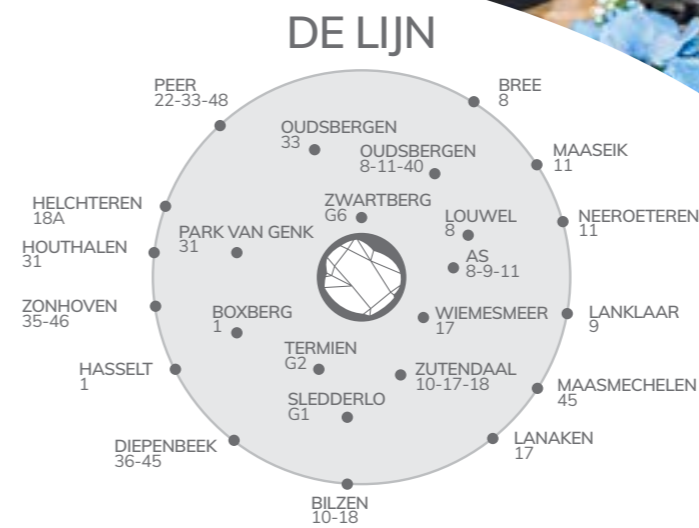 DE LIJN
PEER
22-33-48
BREE
8
OUDSBERGEN
33
OUDSBERGEN
8-11-40
MAASEIK
11
HELCHTEREN
18A
ZWARTBERG
G6
LOUWEL
8
NEEROETEREN
11
HOUTHALEN
31
PARK VAN GENK
31
AS
8-9-11
ZONHOVEN
35-46
BOXBERG
1
WIEMESMEER
17
LANKLAAR
9
HASSELT
1
TERMIEN
G2
ZUTENDAAL
10-17-18
MAASMECHELEN
45
SLEDDERLO
G1
DIEPENBEEK
36-45
LANAKEN
17
BILZEN
10-18